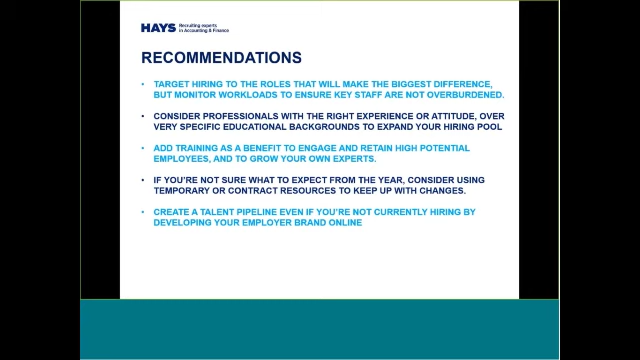 HAYS Recruiting experts
in Accounting & Finance
RECOMMENDATIONS
• TARGET HIRING TO THE ROLES THAT WILL MAKE THE BIGGEST DIFFERENCE,
BUT MONITOR WORKLOADS TO ENSURE KEY STAFF ARE NOT OVERBURDENED.
• CONSIDER PROFESSIONALS WITH THE RIGHT EXPERIENCE OR ATTITUDE, OVER
VERY SPECIFIC EDUCATIONAL BACKGROUNDS TO EXPAND YOUR HIRING POOL
• ADD TRAINING AS A BENEFIT TO ENGAGE AND RETAIN HIGH POTENTIAL
EMPLOYEES, AND TO GROW YOUR OWN EXPERTS.
• IF YOU'RE NOT SURE WHAT TO EXPECT FROM THE YEAR, CONSIDER USING
TEMPORARY OR CONTRACT RESOURCES TO KEEP UP WITH CHANGES.
• CREATE A TALENT PIPELINE EVEN IF YOU'RE NOT CURRENTLY HIRING BY
DEVELOPING YOUR EMPLOYER BRAND ONLINE